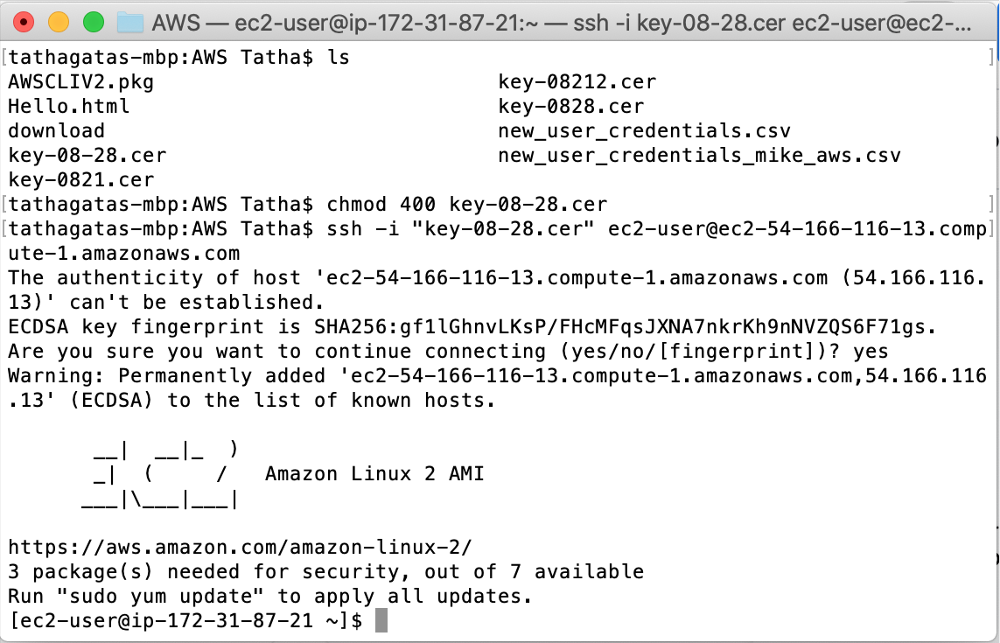 AWS — ec2-user@ip-172-31-87-21:~ — ssh -i key-08-28.cer ec2-user@ec2-...
[tathagatas-mbp:AWS Tatha$ ls ]
AWSCLIV2.pkg key-08212.cer
Hello.html key-0828.cer
download new_user_credentials.csv
key-08-28.cer new_user_credentials_mike_aws.csv
key-0821.cer
[tathagatas-mbp:AWS Tatha$ chmod 400 key-08-28.cer ]
[tathagatas-mbp:AWS Tatha$ ssh -i "key-08-28.cer" ec2-user@ec2-54-166-116-13.comp]
ute-1.amazonaws.com
The authenticity of host 'ec2-54-166-116-13.compute-1.amazonaws.com (54.166.116.
13)' can't be established.
ECDSA key fingerprint is SHA256:gf1lGhnvLKsP/FHcMFqsJXNA7nkrKh9nNVZQS6F71gs.
Are you sure you want to continue connecting (yes/no/[fingerprint])? yes
Warning: Permanently added 'ec2-54-166-116-13.compute-1.amazonaws.com,54.166.116
.13' (ECDSA) to the list of known hosts.
       __|  __|_  )
       _|  (     /   Amazon Linux 2 AMI
      ___|\___|___|
https://aws.amazon.com/amazon-linux-2/
3 package(s) needed for security, out of 7 available
Run "sudo yum update" to apply all updates.
[ec2-user@ip-172-31-87-21 ~]$